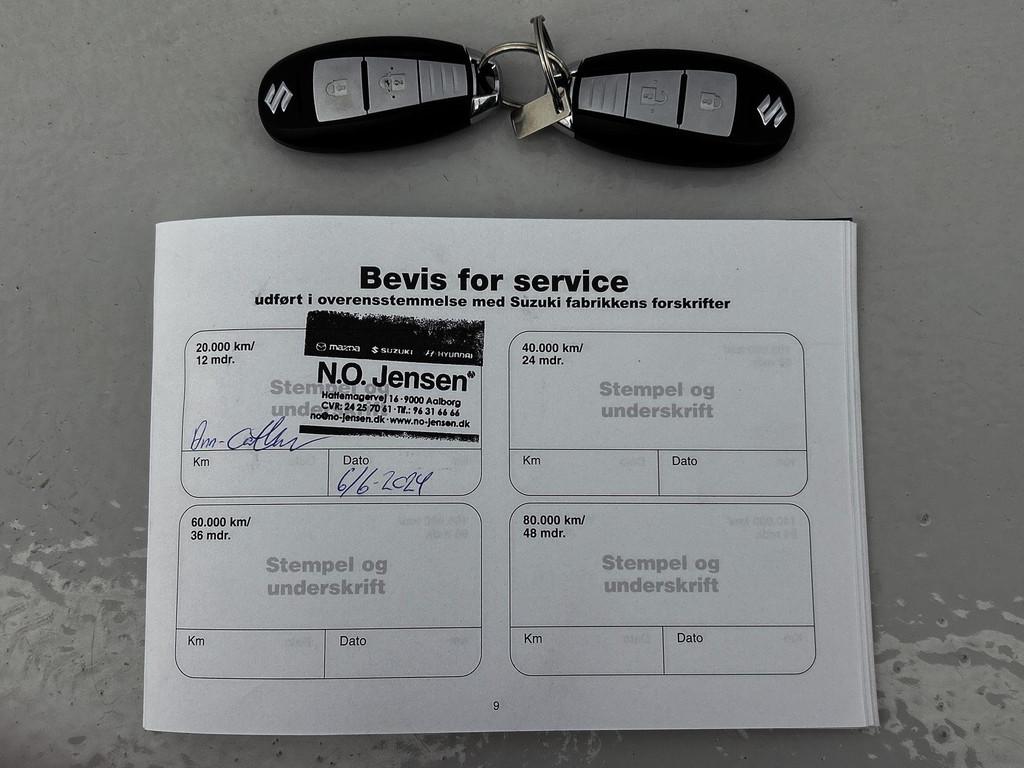 Bevis for service
udført i overensstemmelse med Suzuki fabrikkens forskrifter
20.000 km/
12 mdr.
Stempel og
underskrift
mazda SUZUKI HYUNDAI
N.O. Jensen
Hattemagervej 16 · 9000 Aalborg
CVR: 24 25 70 61 · Tlf.: 96 31 66 66
no@no-jensen.dk · www.no-jensen.dk
Km
Dato
6/6-2024
40.000 km/
24 mdr.
Stempel og
underskrift
Km
Dato
60.000 km/
36 mdr.
Stempel og
underskrift
Km
Dato
80.000 km/
48 mdr.
Stempel og
underskrift
Km
Dato
9